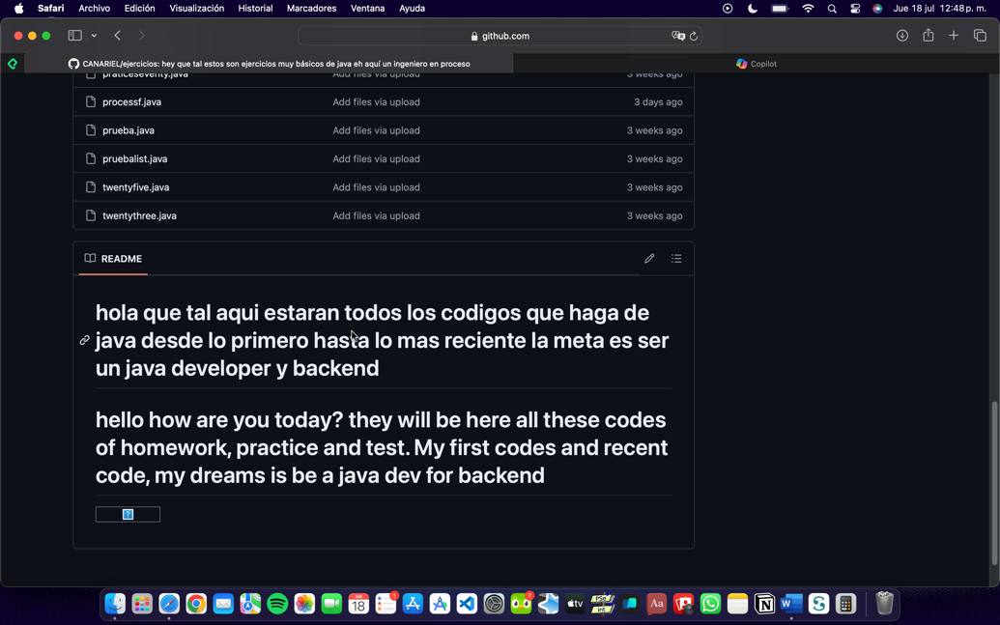 Safari Archivo Edición Visualización Historial Marcadores Ventana Ayuda Jue 18 jul 12:48 p. m.
github.com
CANARIEL/ejercicios: hey que tal estos son ejercicios muy básicos de java eh aquí un ingeniero en proceso Copilot
praticeseventy.java Add files via upload 3 weeks ago
processf.java Add files via upload 3 days ago
prueba.java Add files via upload 3 weeks ago
pruebalist.java Add files via upload 3 weeks ago
twentyfive.java Add files via upload 3 weeks ago
twentythree.java Add files via upload 3 weeks ago
README
hola que tal aqui estaran todos los codigos que haga de
java desde lo primero hasta lo mas reciente la meta es ser
un java developer y backend
hello how are you today? they will be here all these codes
of homework, practice and test. My first codes and recent
code, my dreams is be a java dev for backend
?
JUL
18
1
7
tv
PSe
Int
Aa
N
W
S